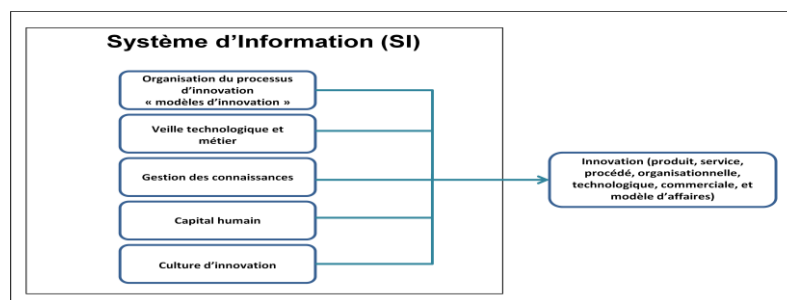 Système d’Information (SI)
Organisation du processus
d’innovation
« modèles d’innovation »
Veille technologique et
métier
Gestion des connaissances
Capital humain
Culture d’innovation
Innovation (produit, service,
procédé, organisationnelle,
technologique, commerciale, et
modèle d’affaires)